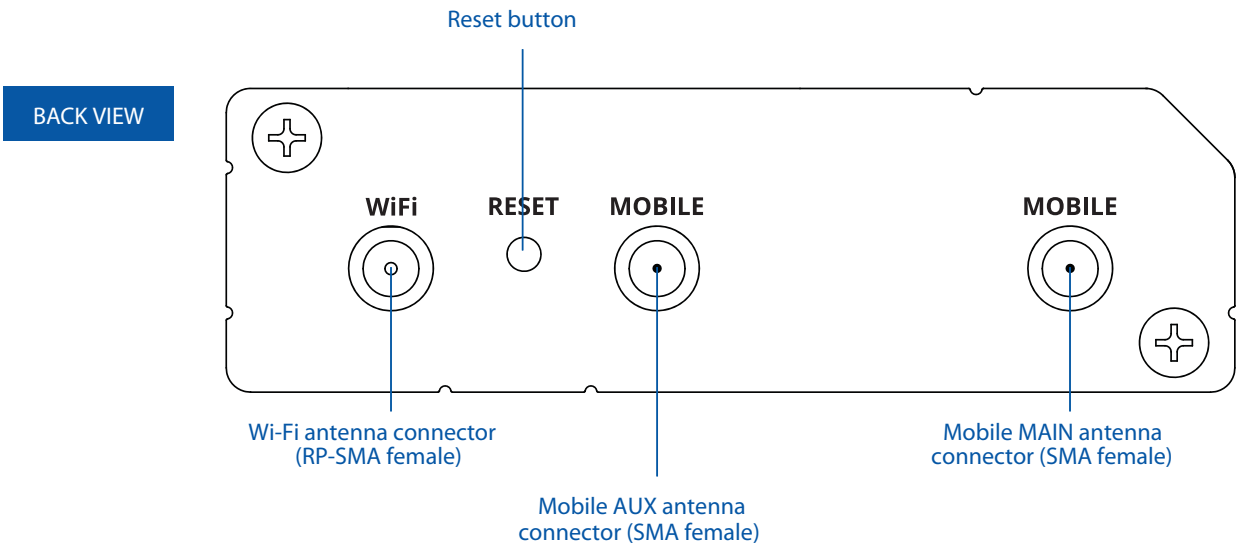 Reset button
BACK VIEW
WiFi
RESET
MOBILE
MOBILE
Wi-Fi antenna connector
(RP-SMA female)
Mobile MAIN antenna
connector (SMA female)
Mobile AUX antenna
connector (SMA female)